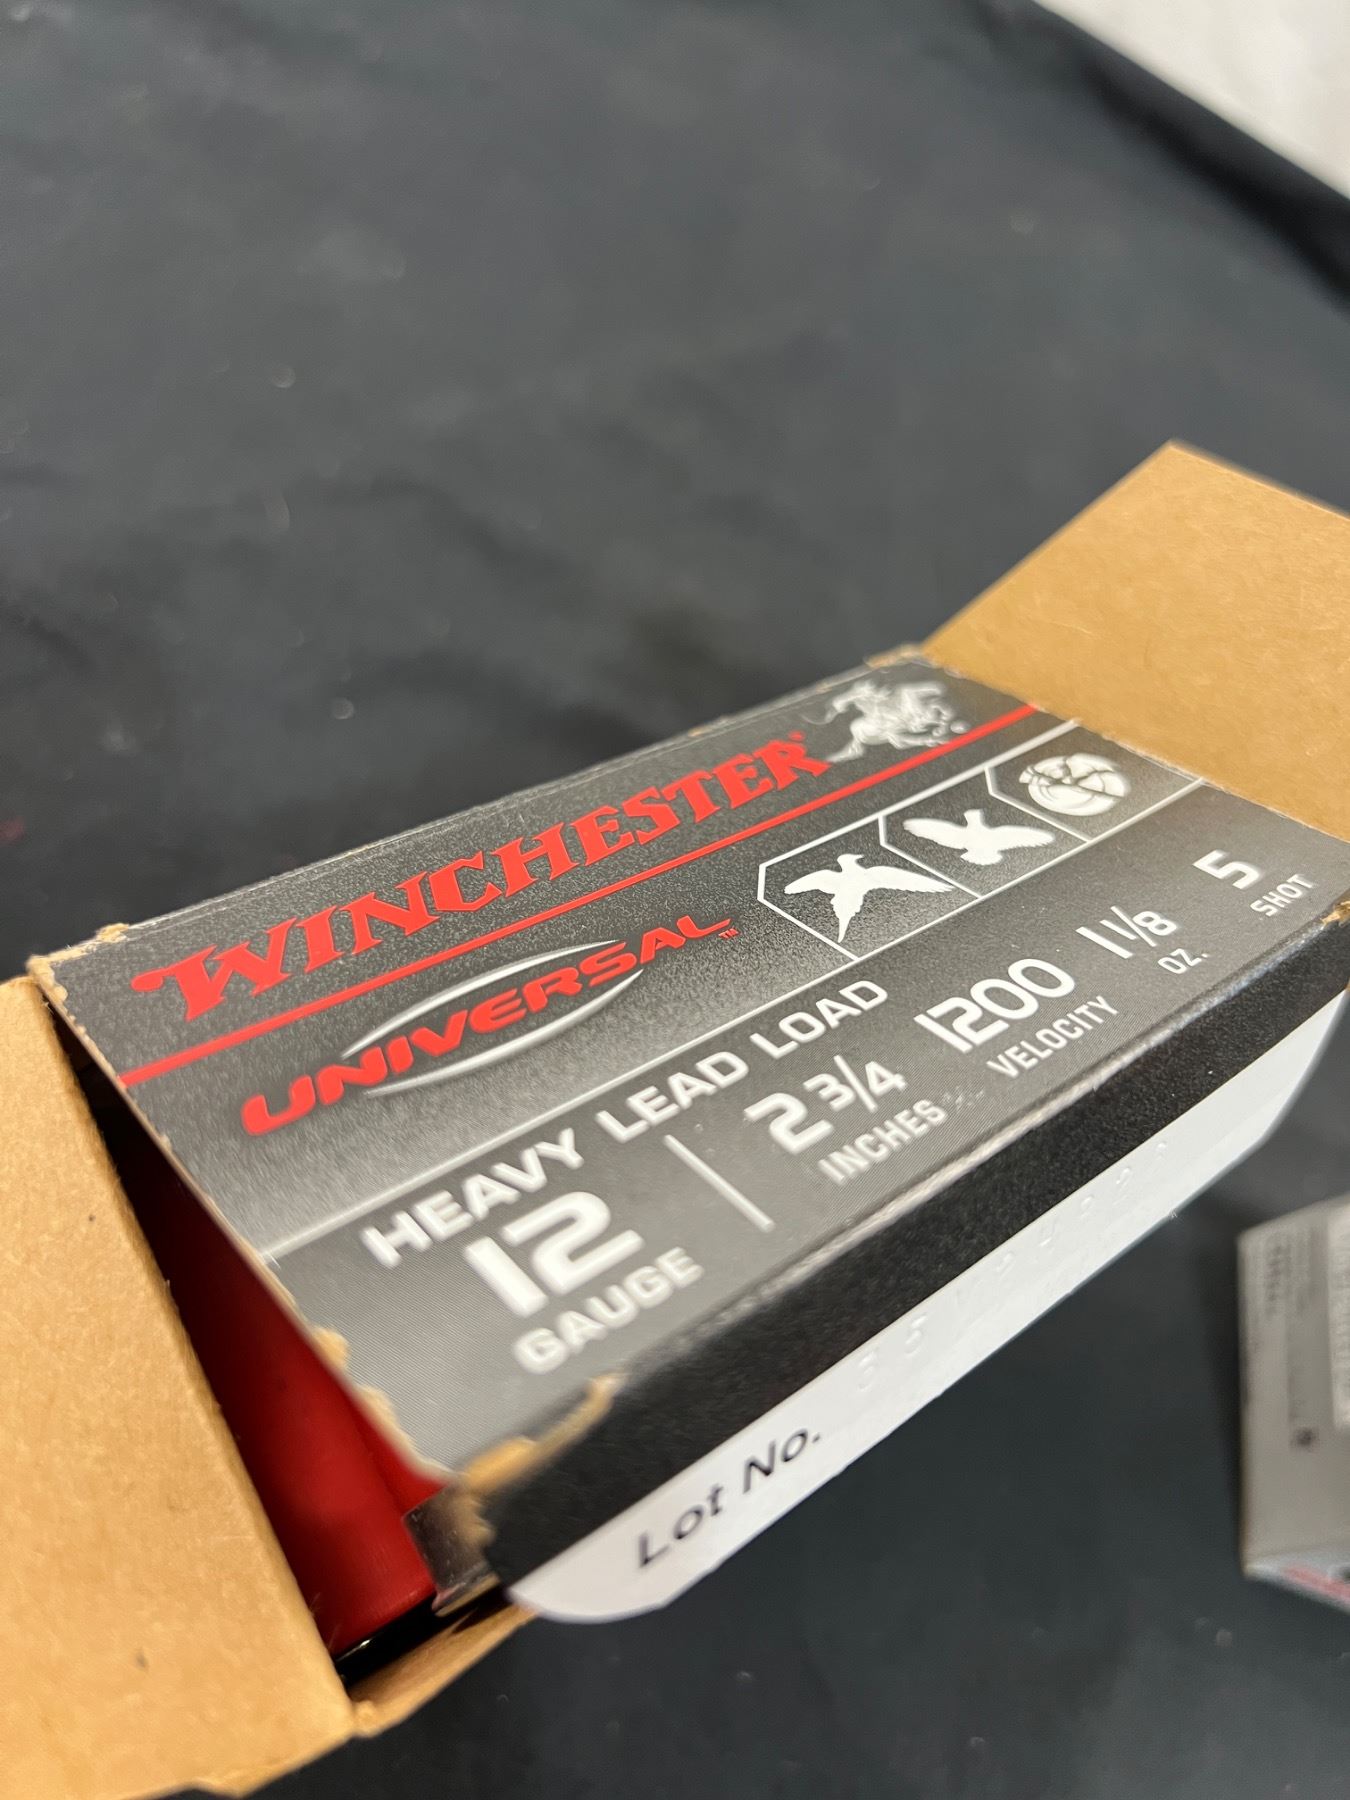 WINCHESTER
UNIVERSAL™
HEAVY LEAD LOAD
12 GAUGE
2 3/4 INCHES
1200 VELOCITY
1 1/8 OZ.
5 SHOT
Lot No.